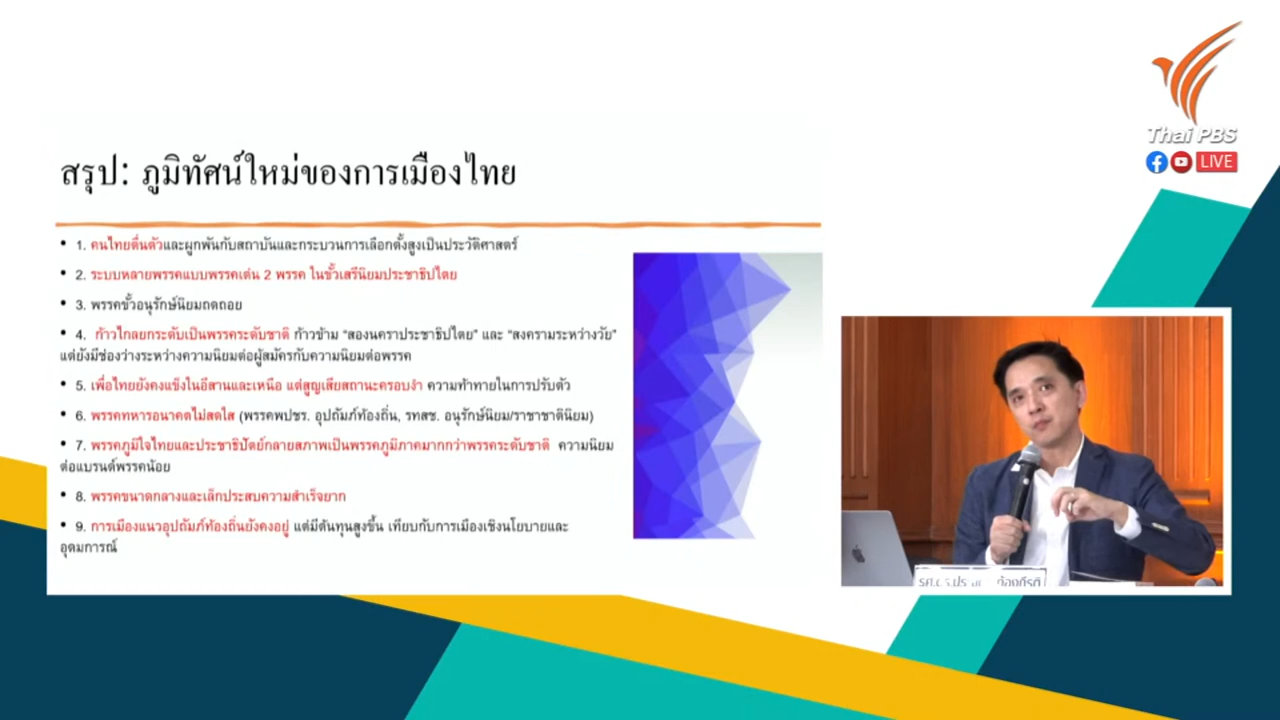 Thai PBS
LIVE
สรุป: ภูมิทัศน์ใหม่ของการเมืองไทย
• 1. คนไทยตื่นตัวและผูกพันกับสถาบันและกระบวนการเลือกตั้งสูงเป็นประวัติศาสตร์
• 2. ระบบหลายพรรคแบบพรรคเด่น 2 พรรค ในขั้วเสรีนิยมประชาธิปไตย
• 3. พรรคขั้วอนุรักษ์นิยมถดถอย
• 4. ก้าวไกลยกระดับเป็นพรรคระดับชาติ ก้าวข้าม "สองนคราประชาธิปไตย" และ "สงครามระหว่างวัย"
แต่ยังมีช่องว่างระหว่างความนิยมต่อผู้สมัครกับความนิยมต่อพรรค
• 5. เพื่อไทยยังคงแข็งในอีสานและเหนือ แต่สูญเสียสถานะครอบงำ ความท้าทายในการปรับตัว
• 6. พรรคทหารอนาคตไม่สดใส (พรรคพปชร. อุปถัมภ์ท้องถิ่น, รทสช. อนุรักษ์นิยม/ราชาชาตินิยม)
• 7. พรรคภูมิใจไทยและประชาธิปัตย์กลายสภาพเป็นพรรคภูมิภาคมากกว่าพรรคระดับชาติ ความนิยม
ต่อแบรนด์พรรคน้อย
• 8. พรรคขนาดกลางและเล็กประสบความสำเร็จยาก
• 9. การเมืองแนวอุปถัมภ์ท้องถิ่นยังคงอยู่ แต่มีต้นทุนสูงขึ้น เทียบกับการเมืองเชิงนโยบายและ
อุดมการณ์